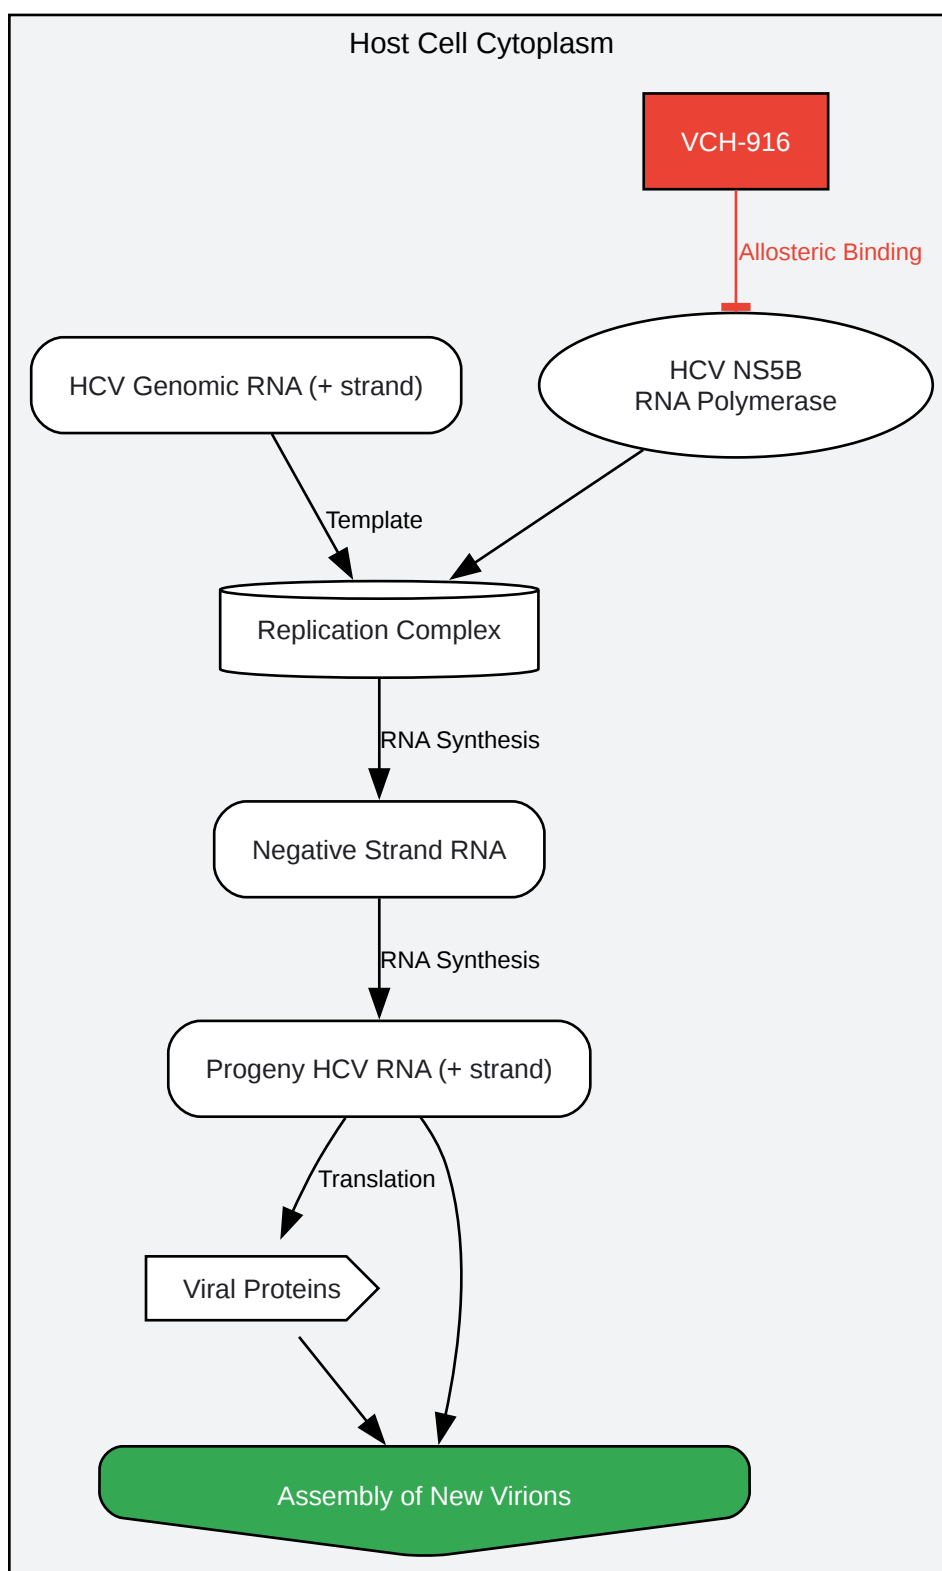 Host Cell Cytoplasm
VCH-916
Allosteric Binding
HCV Genomic RNA (+ strand)
HCV NS5B
RNA Polymerase
Template
Replication Complex
RNA Synthesis
Negative Strand RNA
RNA Synthesis
Progeny HCV RNA (+ strand)
Translation
Viral Proteins
Assembly of New Virions